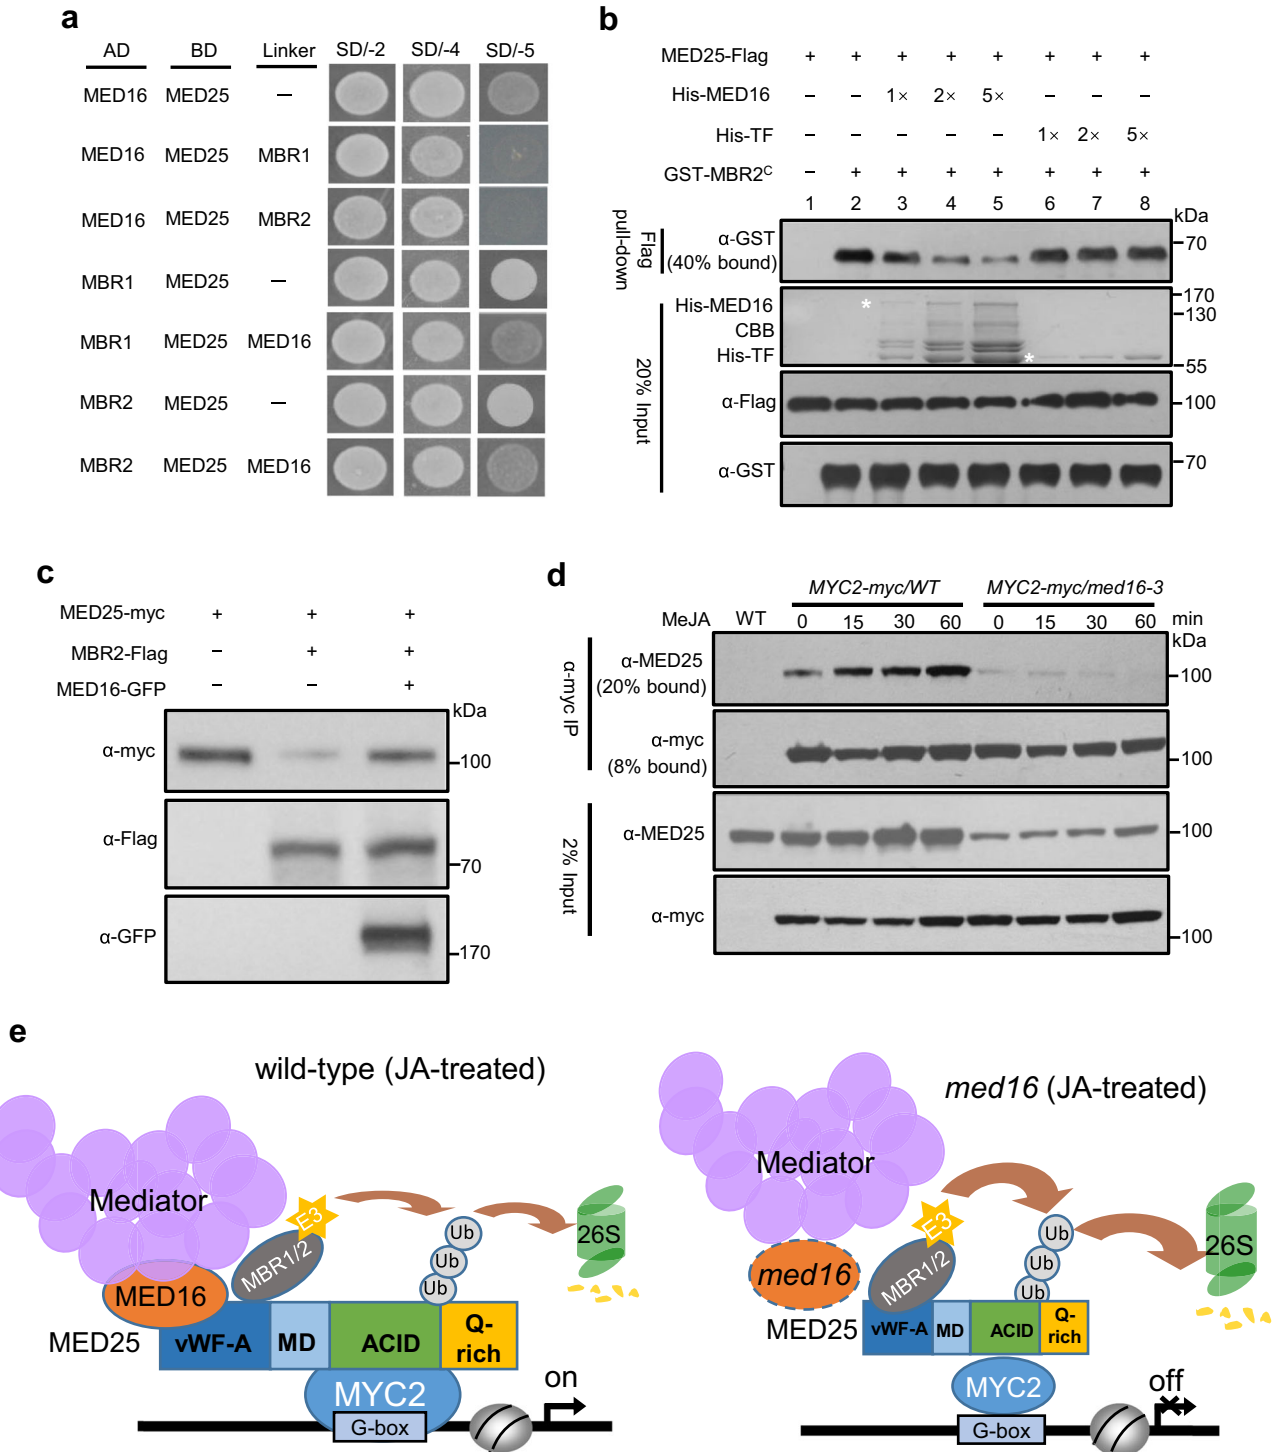 a
AD BD Linker SD/-2 SD/-4 SD/-5
MED16 MED25 –
MED16 MED25 MBR1
MED16 MED25 MBR2
MBR1 MED25 –
MBR1 MED25 MED16
MBR2 MED25 –
MBR2 MED25 MED16
b
MED25-Flag + + + + + + + +
His-MED16 – – 1× 2× 5× – – –
His-TF – – – – – 1× 2× 5×
GST-MBR2ᶜ – + + + + + + +
1 2 3 4 5 6 7 8 kDa
Flag pull-down
α-GST
(40% bound)
70
20% Input
His-MED16 * 170
130
CBB
His-TF * 55
α-Flag 100
α-GST 70
c
MED25-myc + + +
MBR2-Flag – + +
MED16-GFP – – +
kDa
α-myc 100
α-Flag 70
α-GFP 170
d
MYC2-myc/WT MYC2-myc/med16-3
MeJA WT 0 15 30 60 0 15 30 60 min
kDa
α-myc IP
α-MED25
(20% bound)
100
α-myc
(8% bound)
100
2% Input
α-MED25 100
α-myc 100
e
wild-type (JA-treated)
Mediator
E3
MBR1/2
MED16
Ub
Ub
Ub
26S
MED25
vWF-A MD ACID Q-rich
MYC2
G-box
on
med16 (JA-treated)
Mediator
E3
MBR1/2
med16
Ub
Ub
Ub
26S
MED25
vWF-A MD ACID Q-rich
MYC2
G-box
off